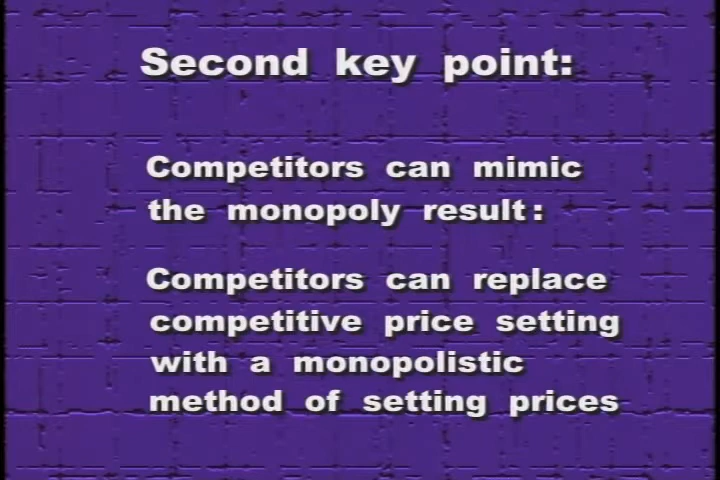 Second key point:
Competitors can mimic
the monopoly result:
Competitors can replace
competitive price setting
with a monopolistic
method of setting prices